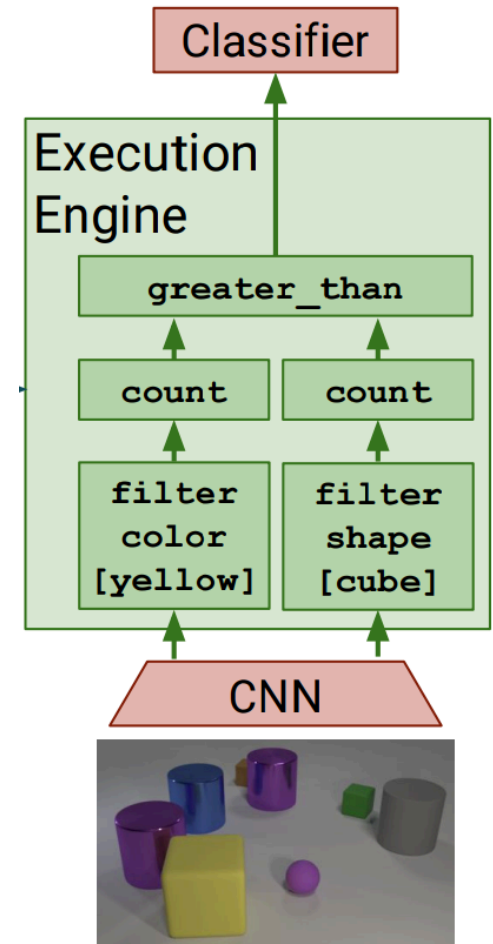 Classifier
Execution
Engine
greater_than
count
count
filter
color
[yellow]
filter
shape
[cube]
CNN